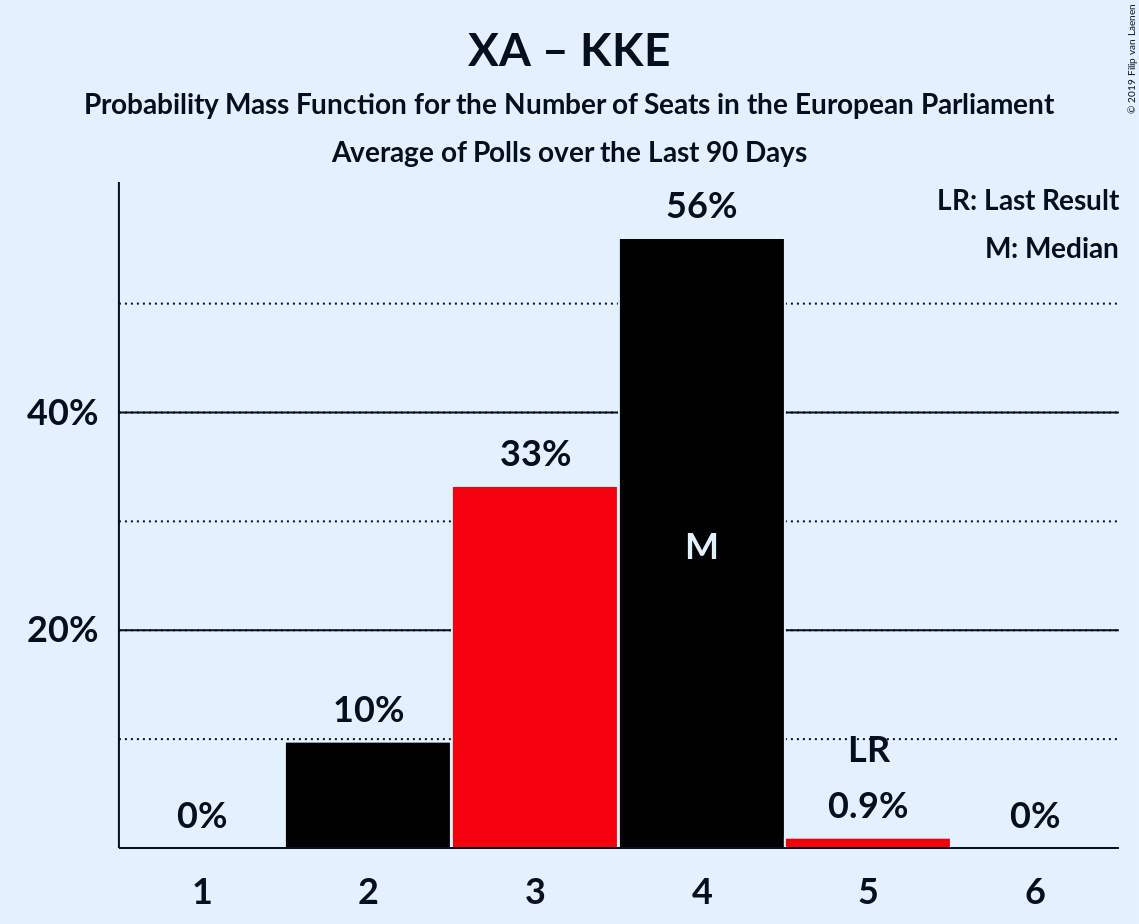 XA – KKE
Probability Mass Function for the Number of Seats in the European Parliament
Average of Polls over the Last 90 Days
© 2019 Filip van Laenen
LR: Last Result
M: Median
56%
40%
33%
M
20%
10%
LR
0%
0.9%
0%
1 2 3 4 5 6